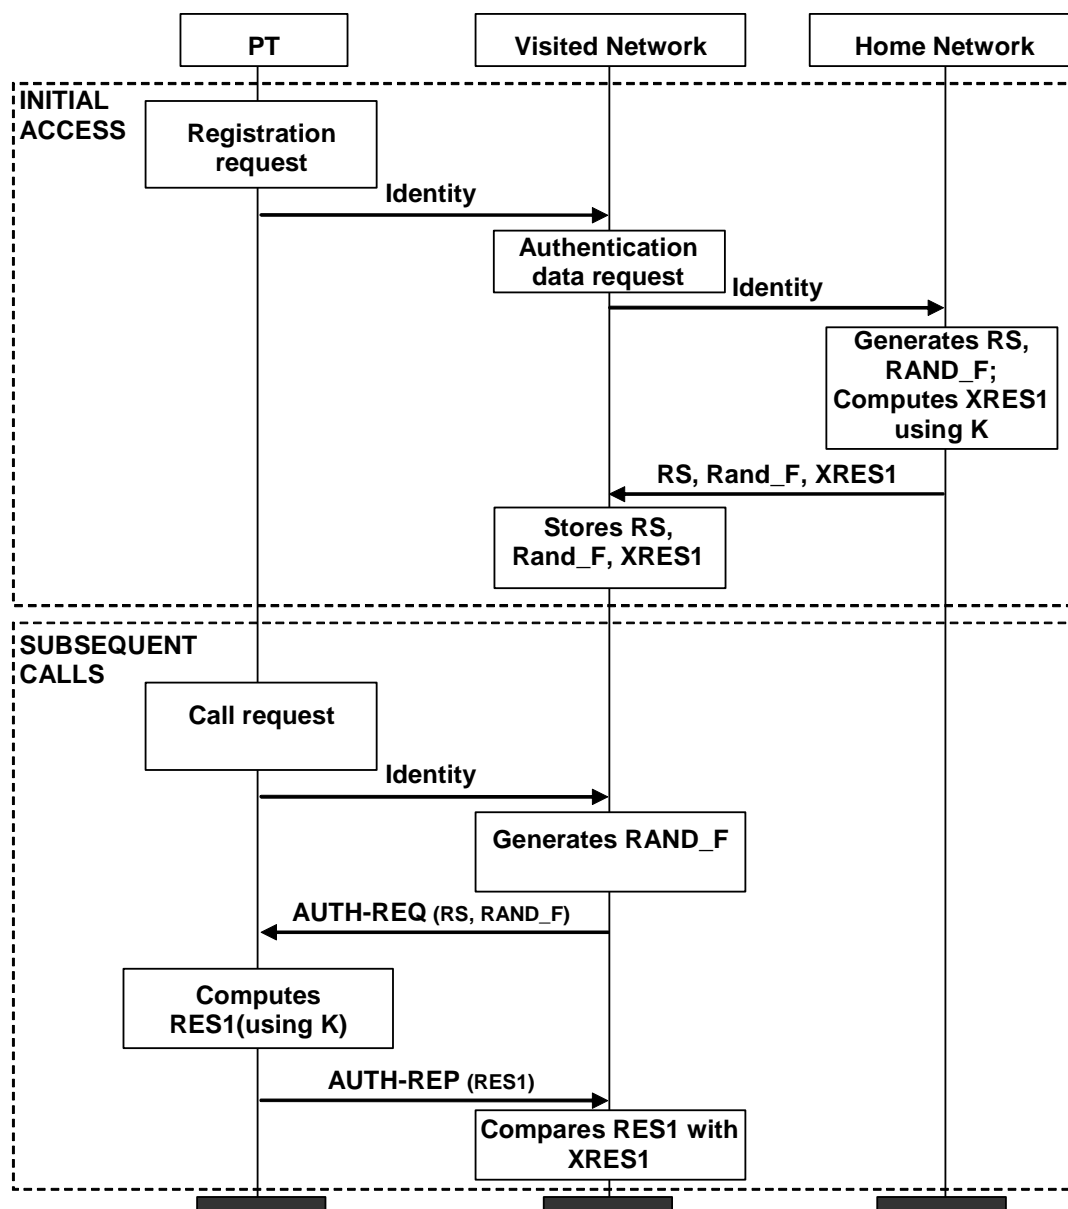 PT
Visited Network
Home Network
INITIAL
ACCESS
Registration
request
Identity
Authentication
data request
Identity
Generates RS,
RAND_F;
Computes XRES1
using K
RS, Rand_F, XRES1
Stores RS,
Rand_F, XRES1
SUBSEQUENT
CALLS
Call request
Identity
Generates RAND_F
AUTH-REQ (RS, RAND_F)
Computes
RES1(using K)
AUTH-REP (RES1)
Compares RES1 with
XRES1